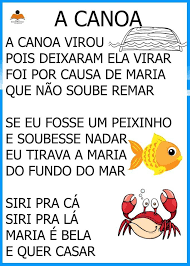 A CANOA
A CANOA VIROU
POIS DEIXARAM ELA VIRAR
FOI POR CAUSA DE MARIA
QUE NÃO SOUBE REMAR
SE EU FOSSE UM PEIXINHO
E SOUBESSE NADAR
EU TIRAVA A MARIA
DO FUNDO DO MAR
SIRI PRA CÁ
SIRI PRA LÁ
MARIA É BELA
E QUER CASAR